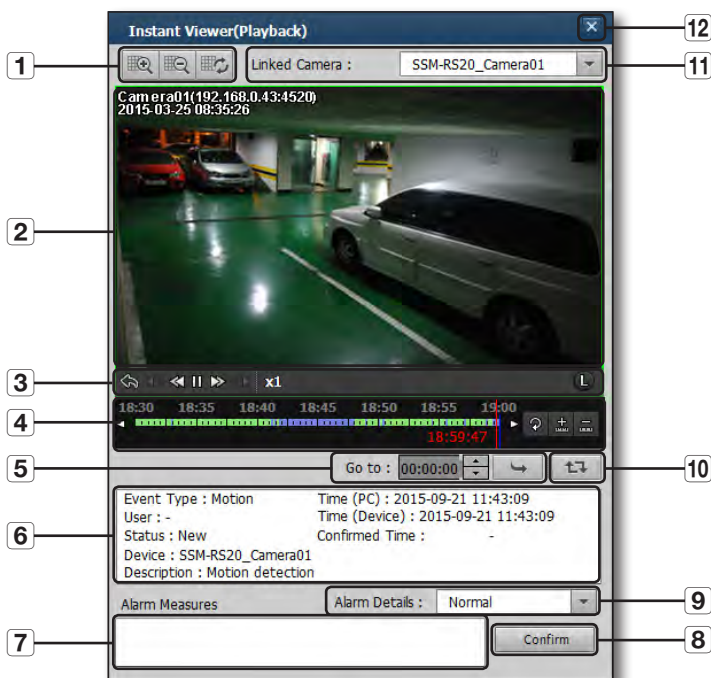 Instant Viewer(Playback)
12
1
Linked Camera : SSM-RS20_Camera01
11
Camera01(192.168.0.43:4520)
2015-03-25 08:35:26
2
3
x1
L
18:30 18:35 18:40 18:45 18:50 18:55 19:00
4
18:59:47
5
Go to : 00:00:00
10
Event Type : Motion Time (PC) : 2015-09-21 11:43:09
User : - Time (Device) : 2015-09-21 11:43:09
6
Status : New Confirmed Time : -
Device : SSM-RS20_Camera01
Description : Motion detection
Alarm Measures Alarm Details : Normal
9
7
Confirm
8